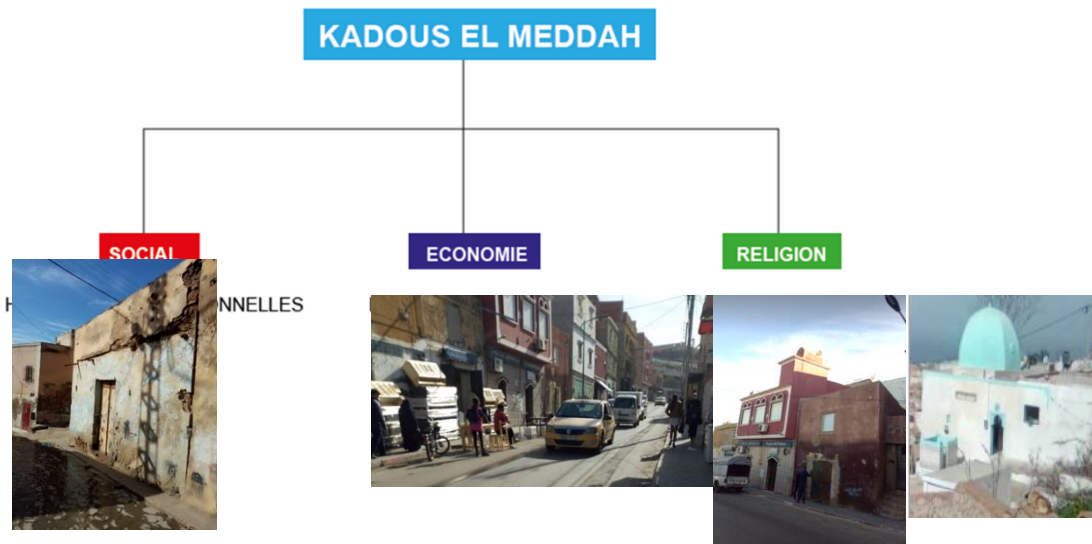 KADOUS EL MEDDAH
SOCIAL
ECONOMIE
RELIGION
ONNELLES